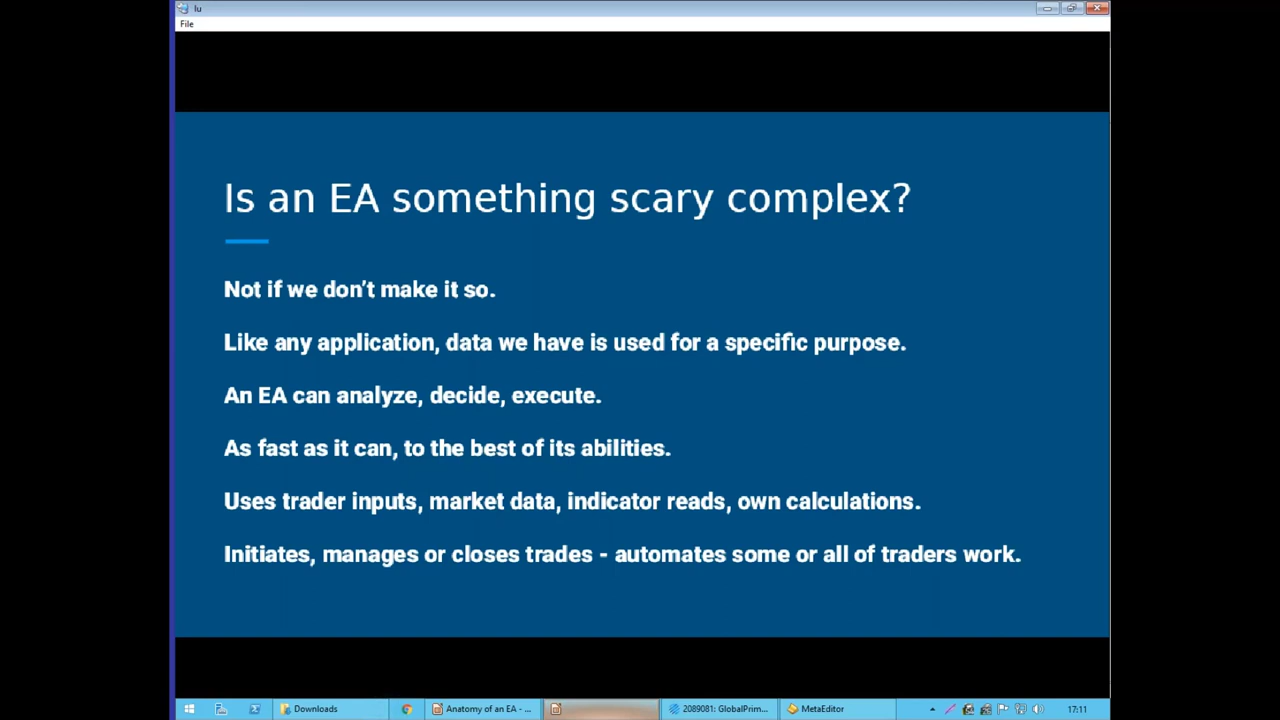 lu
File
Is an EA something scary complex?
Not if we don't make it so.
Like any application, data we have is used for a specific purpose.
An EA can analyze, decide, execute.
As fast as it can, to the best of its abilities.
Uses trader inputs, market data, indicator reads, own calculations.
Initiates, manages or closes trades - automates some or all of traders work.
Downloads
Anatomy of an EA - ...
2089081: GlobalPrim...
MetaEditor
17:11